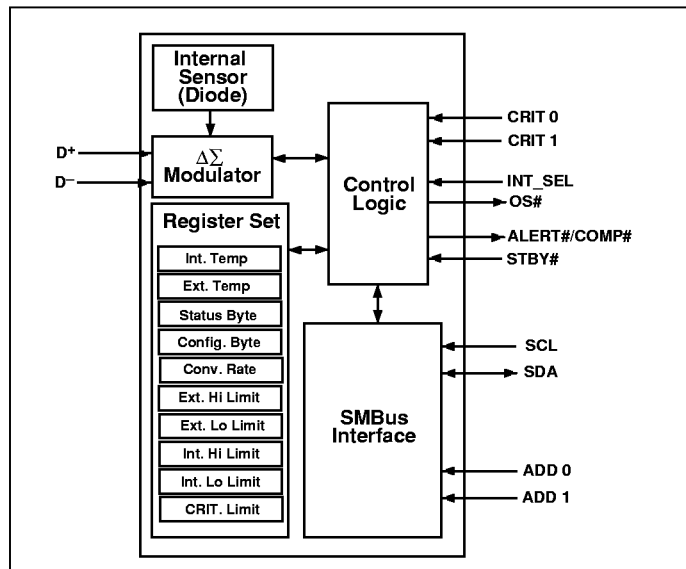 Internal
Sensor
(Diode)
D+
D−
ΔΣ
Modulator
Control
Logic
CRIT 0
CRIT 1
INT_SEL
OS#
ALERT#/COMP#
STBY#
Register Set
Int. Temp
Ext. Temp
Status Byte
Config. Byte
Conv. Rate
Ext. Hi Limit
Ext. Lo Limit
Int. Hi Limit
Int. Lo Limit
CRIT. Limit
SMBus
Interface
SCL
SDA
ADD 0
ADD 1